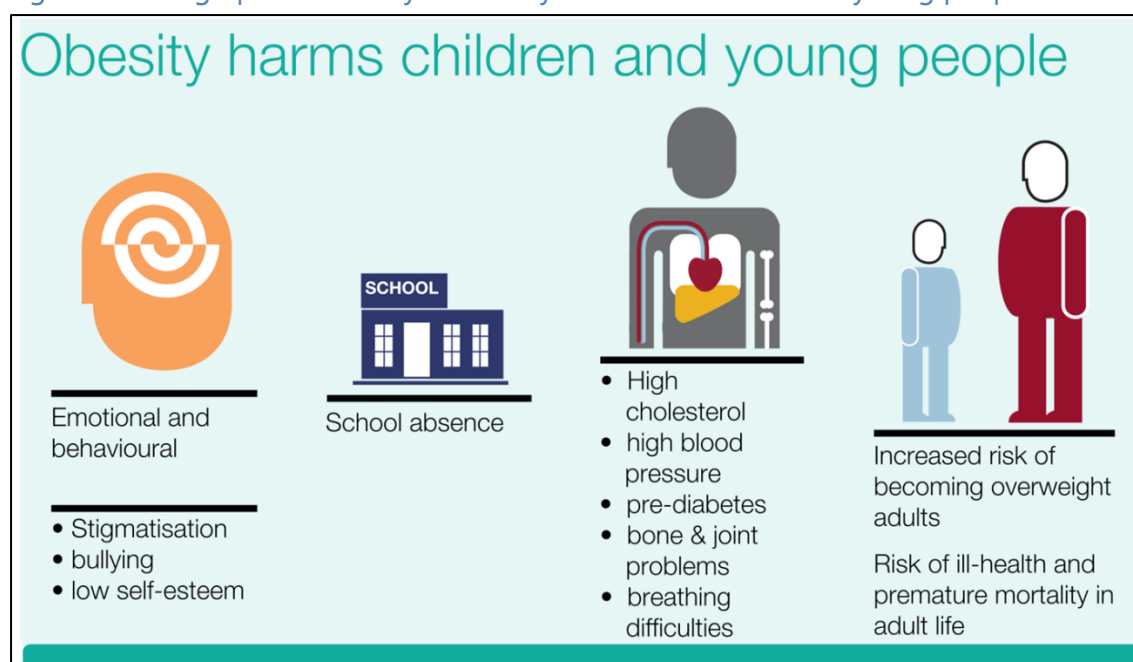 Obesity harms children and young people
SCHOOL
Emotional and
behavioural
• Stigmatisation
• bullying
• low self-esteem
School absence
• High
cholesterol
• high blood
pressure
• pre-diabetes
• bone & joint
problems
• breathing
difficulties
Increased risk of
becoming overweight
adults
Risk of ill-health and
premature mortality in
adult life